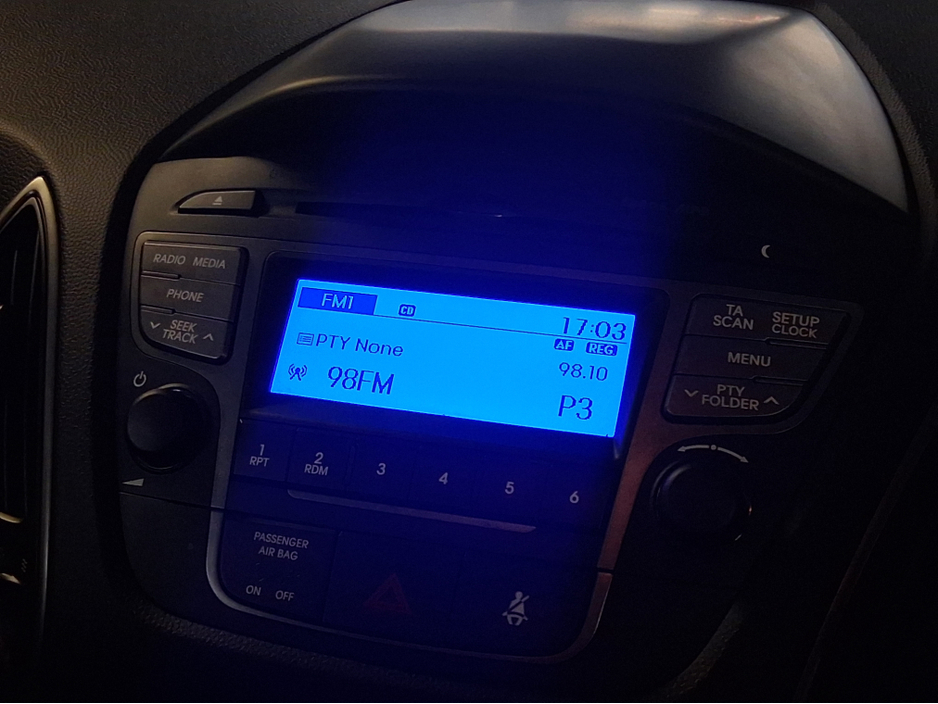 RADIO MEDIA
PHONE
SEEK
TRACK
FM1 CD 17:03
AF REG
PTY None
98.10
98FM
P3
TA
SCAN
SETUP
CLOCK
MENU
PTY
FOLDER
1
RPT
2
RDM
3
4
5
6
PASSENGER
AIR BAG
ON OFF